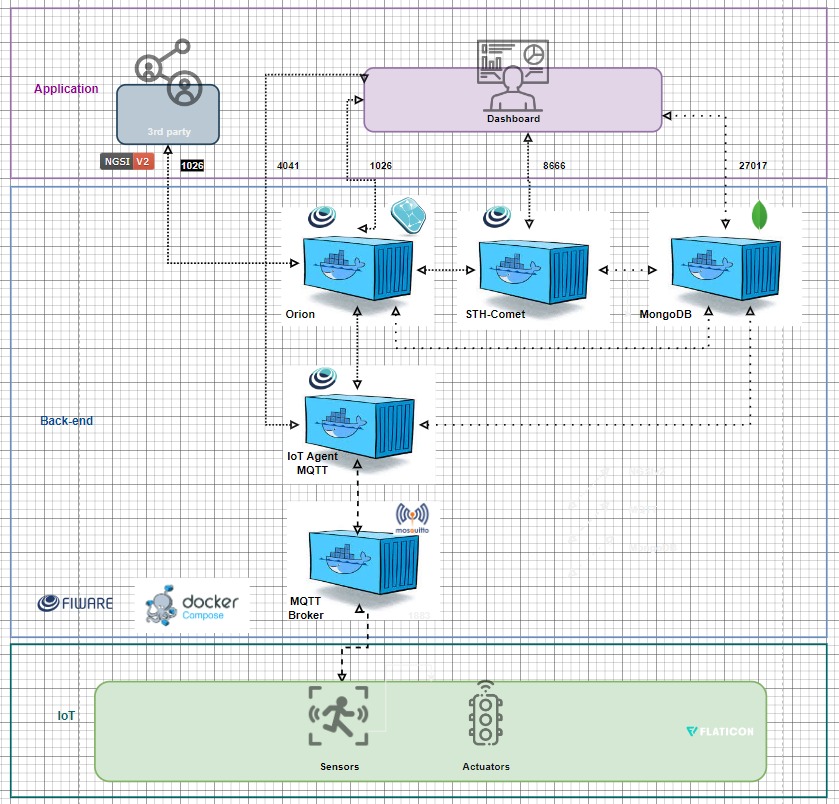 Application
3rd party
Dashboard
NGSI V2
1026
4041
1026
8666
27017
Orion
STH-Comet
MongoDB
Back-end
IoT Agent
MQTT
mosquitto
MQTT
Broker
1883
FIWARE
docker
Compose
IoT
FLATICON
Sensors
Actuators